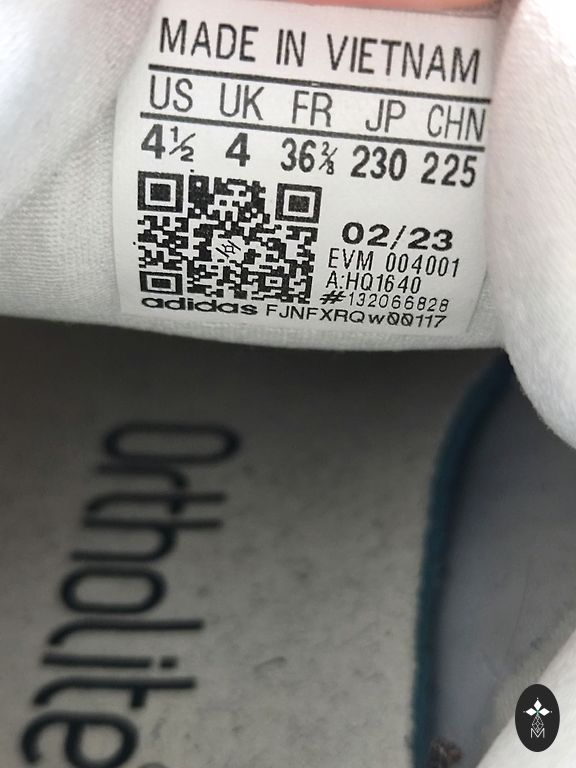 MADE IN VIETNAM
US UK FR JP CHN
4½ 4 36⅔ 230 225
02/23
EVM 004001
A:HQ1640
#132066828
adidas FJNFXRQW00117
Ortholite